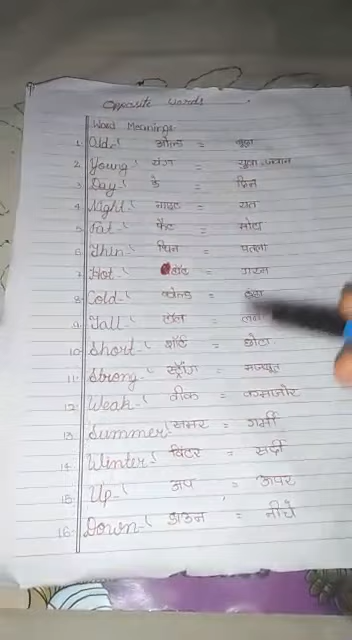 Opposite words
Word Meanings
1. Old-( ओल्ड = बूढ़ा
2. Young-( यंग = युवा जवान
3. Day-( डे = दिन
4. Night-( नाइट = रात
5. Fat-( फैट = मोटा
6. Thin-( थिन = पतला
7. Hot-( हॉट = गरम
8. Cold-( कोल्ड = ठंडा
9. Tall-( टॉल =
10. Short-( शॉर्ट = छोटा
11. Strong-( स्ट्रॉंग = मजबूत
12. Weak-( वीक = कमजोर
13. Summer-( समर = गर्मी
14. Winter-( विंटर = सर्दी
15. Up-( अप = ऊपर
16. Down-( डाउन = नीचे